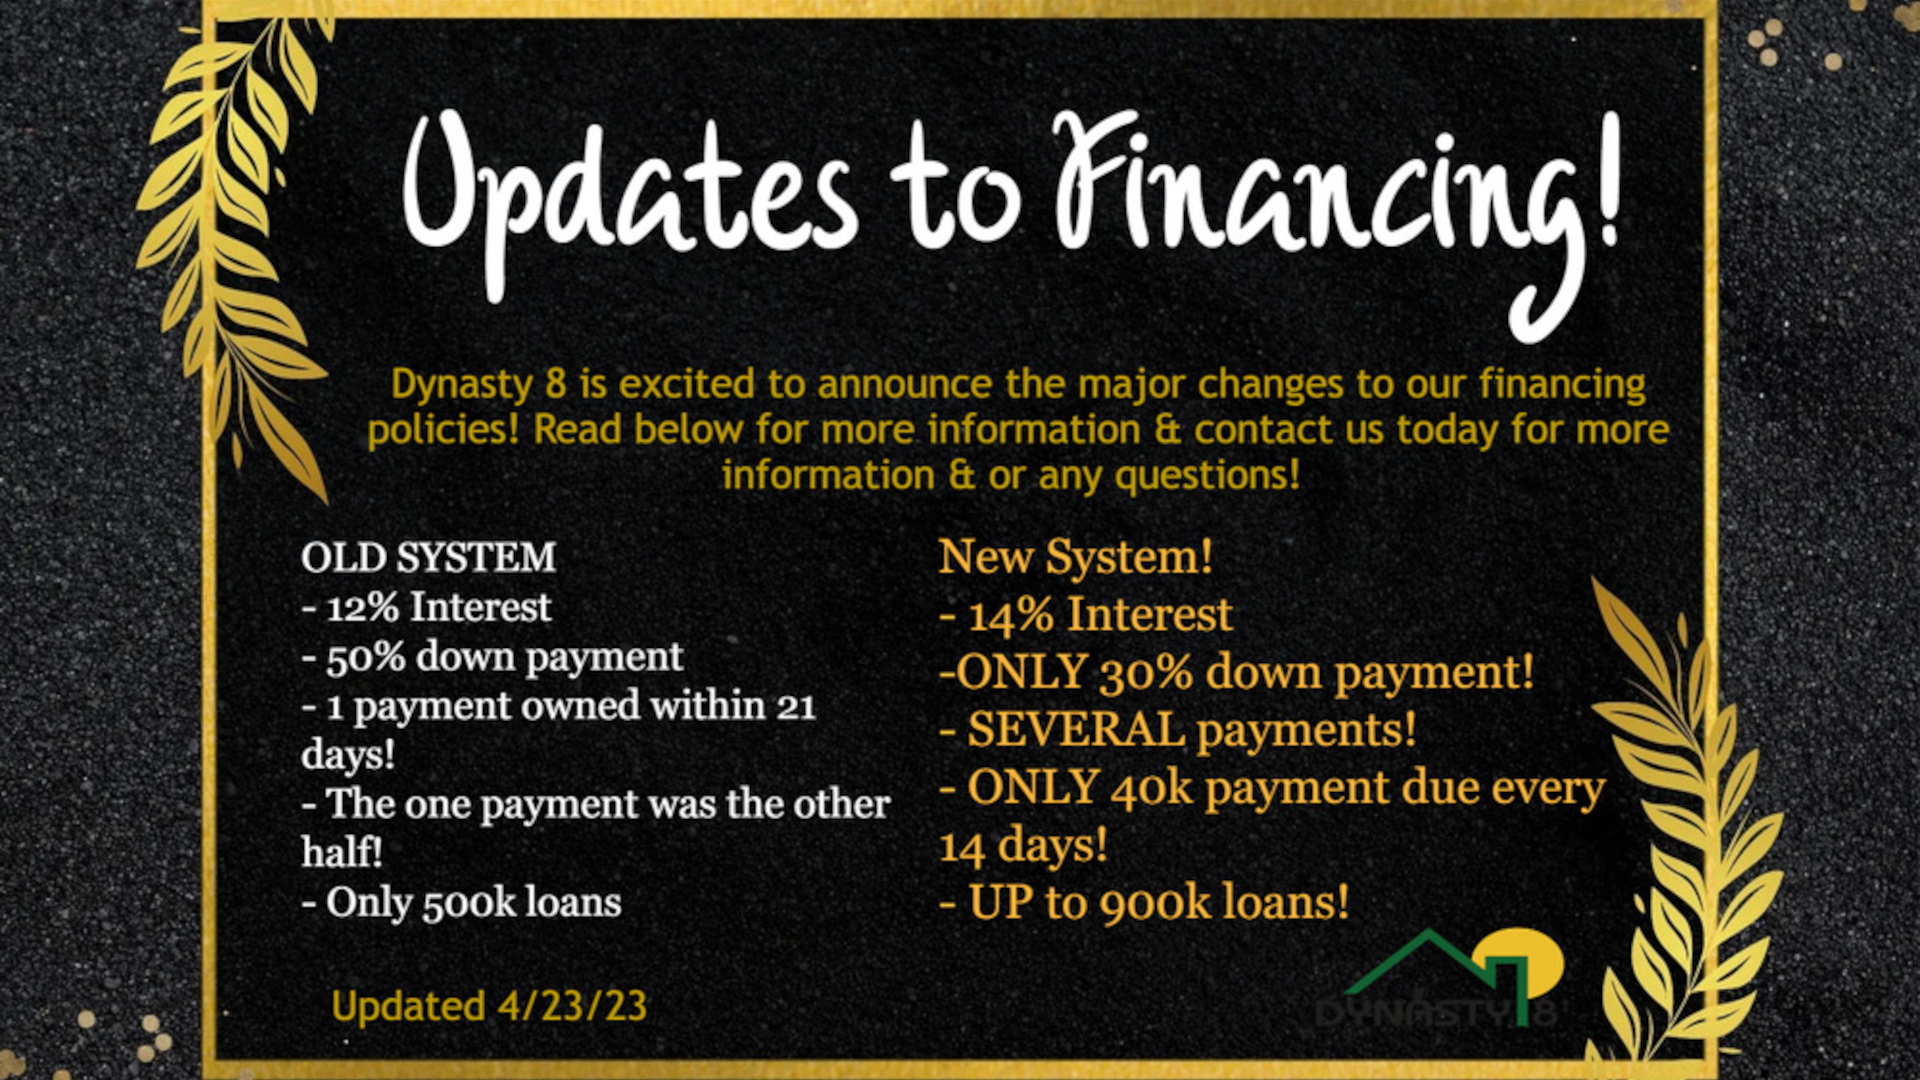 Updates to Financing!
Dynasty 8 is excited to announce the major changes to our financing
policies! Read below for more information & contact us today for more
information & or any questions!
OLD SYSTEM
- 12% Interest
- 50% down payment
- 1 payment owned within 21
days!
- The one payment was the other
half!
- Only 500k loans
New System!
- 14% Interest
-ONLY 30% down payment!
- SEVERAL payments!
- ONLY 40k payment due every
14 days!
- UP to 900k loans!
Updated 4/23/23
DYNASTY 8